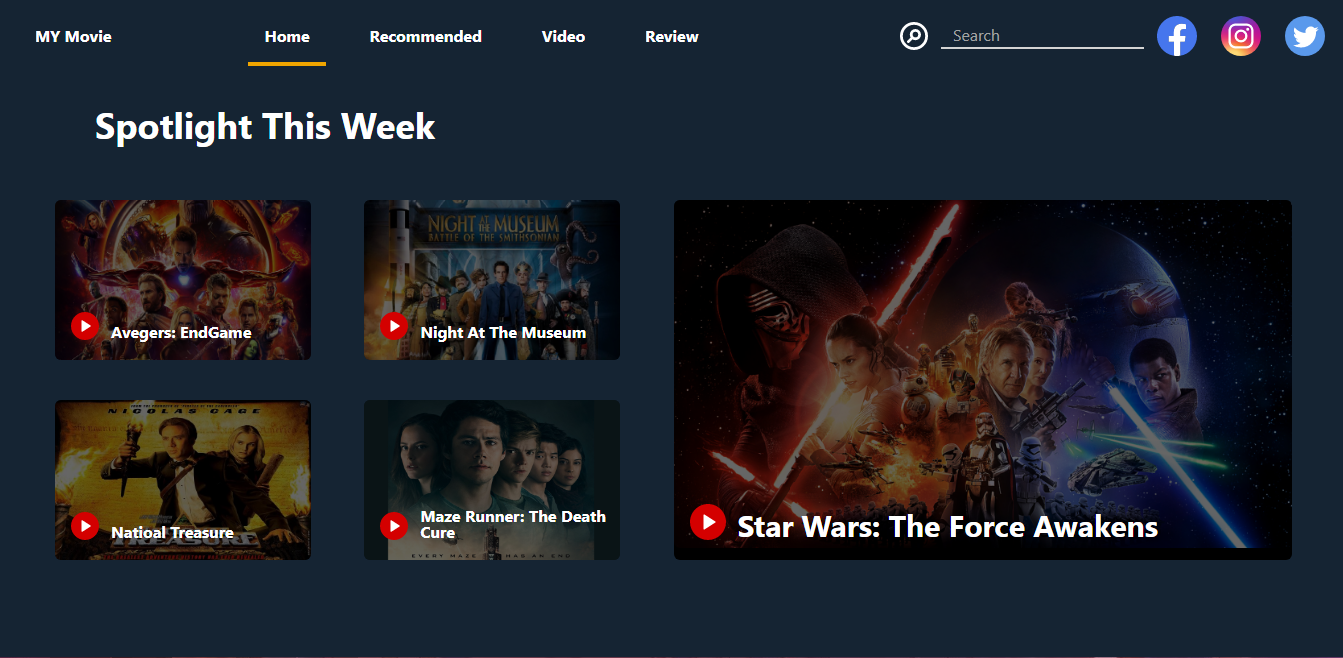 MY Movie
Home
Recommended
Video
Review
Search
Spotlight This Week
NIGHT AT THE MUSEUM
BATTLE OF THE SMITHSONIAN
Avegers: EndGame
Night At The Museum
NICOLAS CAGE
TREASURE
Natioal Treasure
Maze Runner: The Death
Cure
EVERY MAZE HAS AN END
Star Wars: The Force Awakens